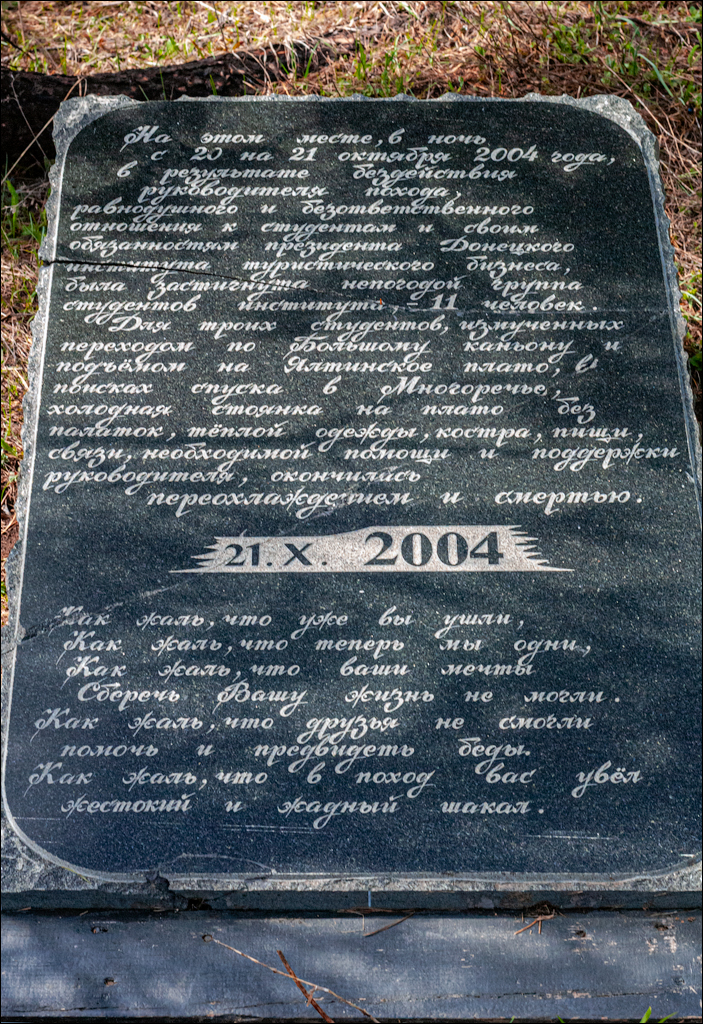 На этом месте, в ночь
с 20 на 21 октября 2004 года,
в результате бездействия
руководителя похода,
равнодушного и безответственного
отношения к студентам и своим
обязанностям президента Донецкого
института туристического бизнеса,
была застигнута непогодой группа
студентов института, – 11 человек.
Для троих студентов, измученных
переходом по Большому каньону и
подъёмом на Ялтинское плато, в
поисках спуска в Многоречье,
холодная стоянка на плато без
палаток, тёплой одежды, костра, пищи,
связи, необходимой помощи и поддержки
руководителя, окончилась
переохлаждением и смертью.
21. X. 2004
Как жаль, что уже вы ушли,
Как жаль, что теперь мы одни,
Как жаль, что ваши мечты
Сберечь Вашу жизнь не могли.
Как жаль, что друзья не смогли
помочь и предвидеть беды.
Как жаль, что в поход вас увёл
жестокий и жадный шакал.